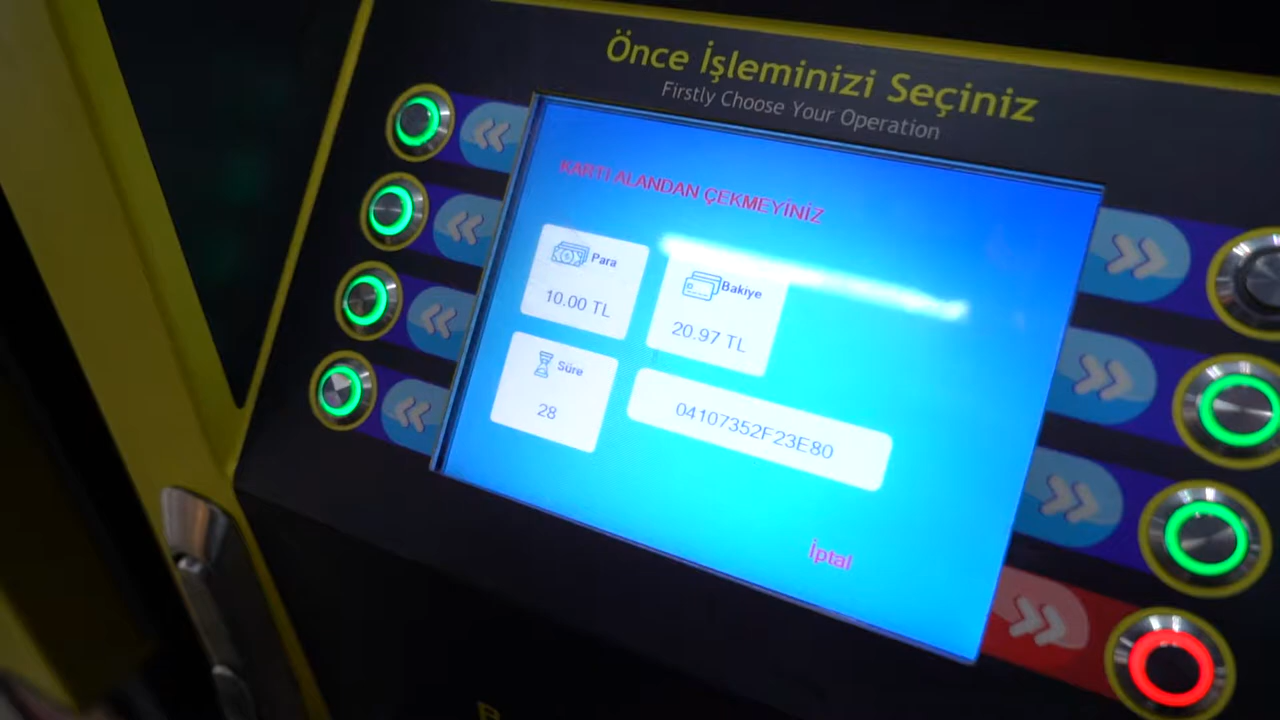 Önce İşleminizi Seçiniz
Firstly Choose Your Operation
KARTI ALANDAN ÇEKMEYİNİZ
Para
10.00 TL
Bakiye
20.97 TL
Süre
28
04107352F23E80
İptal